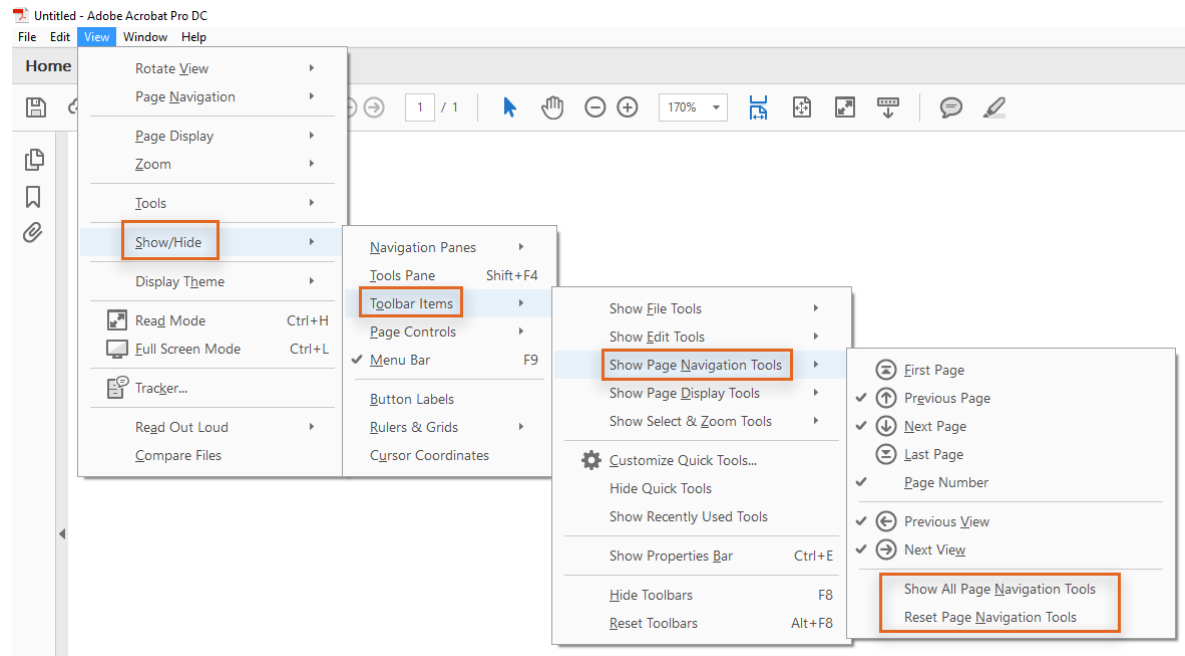 Untitled - Adobe Acrobat Pro DC
File Edit View Window Help
Home
1 / 1
170%
Rotate View
Page Navigation
Page Display
Zoom
Tools
Show/Hide
Display Theme
Read Mode Ctrl+H
Full Screen Mode Ctrl+L
Tracker...
Read Out Loud
Compare Files
Navigation Panes
Tools Pane Shift+F4
Toolbar Items
Page Controls
Menu Bar F9
Button Labels
Rulers & Grids
Cursor Coordinates
Show File Tools
Show Edit Tools
Show Page Navigation Tools
Show Page Display Tools
Show Select & Zoom Tools
Customize Quick Tools...
Hide Quick Tools
Show Recently Used Tools
Show Properties Bar Ctrl+E
Hide Toolbars F8
Reset Toolbars Alt+F8
First Page
Previous Page
Next Page
Last Page
Page Number
Previous View
Next View
Show All Page Navigation Tools
Reset Page Navigation Tools